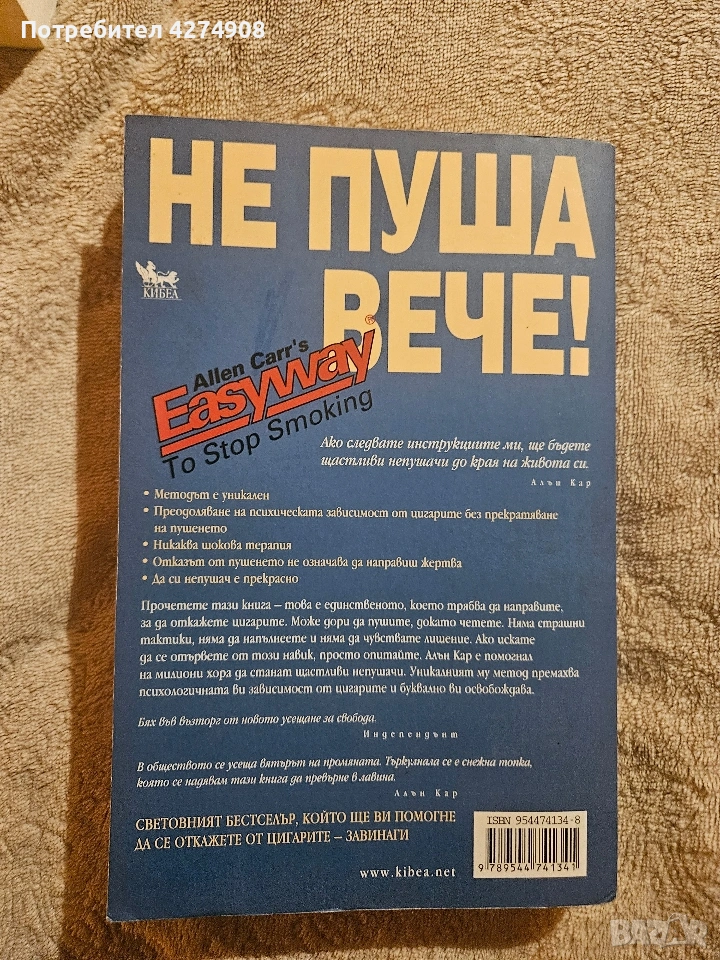 Потребител 4274908
НЕ ПУША
ВЕЧЕ!
КИБЕА
Allen Carr's
Easyway®
To Stop Smoking
Ако следвате инструкциите ми, ще бъдете
щастливи непушачи до края на живота си.
Алън Кар
• Методът е уникален
• Преодоляване на психическата зависимост от цигарите без прекратяване
на пушенето
• Никаква шокова терапия
• Отказът от пушенето не означава да направиш жертва
• Да си непушач е прекрасно
Прочетете тази книга – това е единственото, което трябва да направите,
за да откажете цигарите. Може дори да пушите, докато четете. Няма страшни
тактики, няма да напълнеете и няма да чувствате лишение. Ако искате
да се отървете от този навик, просто опитайте. Алън Кар е помогнал
на милиони хора да станат щастливи непушачи. Уникалният му метод премахва
психологичната ви зависимост от цигарите и буквално ви освобождава.
Бях във възторг от новото усещане за свобода.
Индепендънт
В обществото се усеща вятърът на промяната. Търкулнала се е снежна топка,
която се надявам тази книга да превърне в лавина.
Алън Кар
СВЕТОВНИЯТ БЕСТСЕЛЪР, КОЙТО ЩЕ ВИ ПОМОГНЕ
ДА СЕ ОТКАЖЕТЕ ОТ ЦИГАРИТЕ – ЗАВИНАГИ
www.kibea.net
ISBN 954474134-8
9 789544 741341
BAZAR